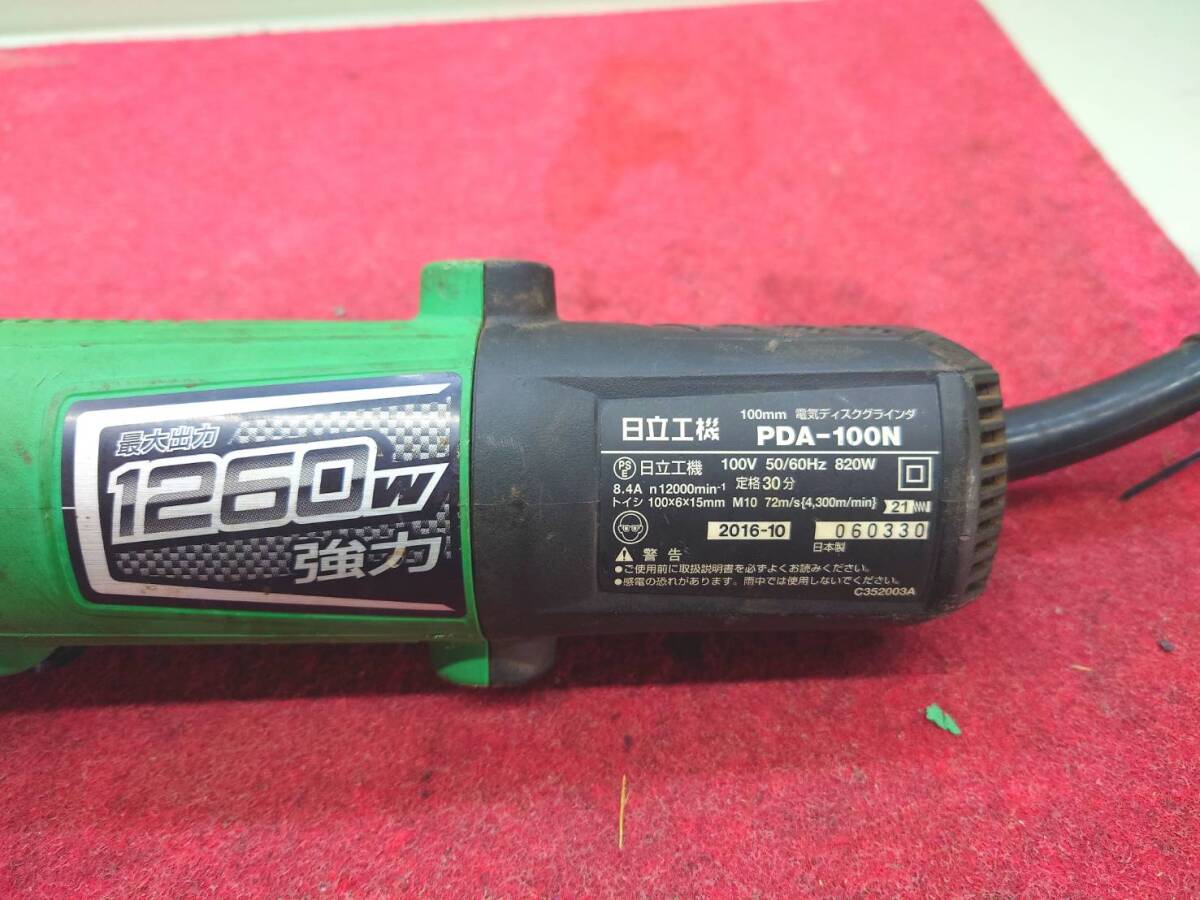 最大出力
1260W
強力
100mm 電気ディスクグラインダ
日立工機 PDA-100N
PSE 日立工機 100V 50/60Hz 820W
8.4A n12000min⁻¹ 定格30分
トイシ 100×6×15mm M10 72m/s{4,300m/min} 21
2016-10 060330
日本製
警告
●ご使用前に取扱説明書を必ずよくお読みください。
●感電の恐れがあります。雨中では使用しないでください。
C352003A